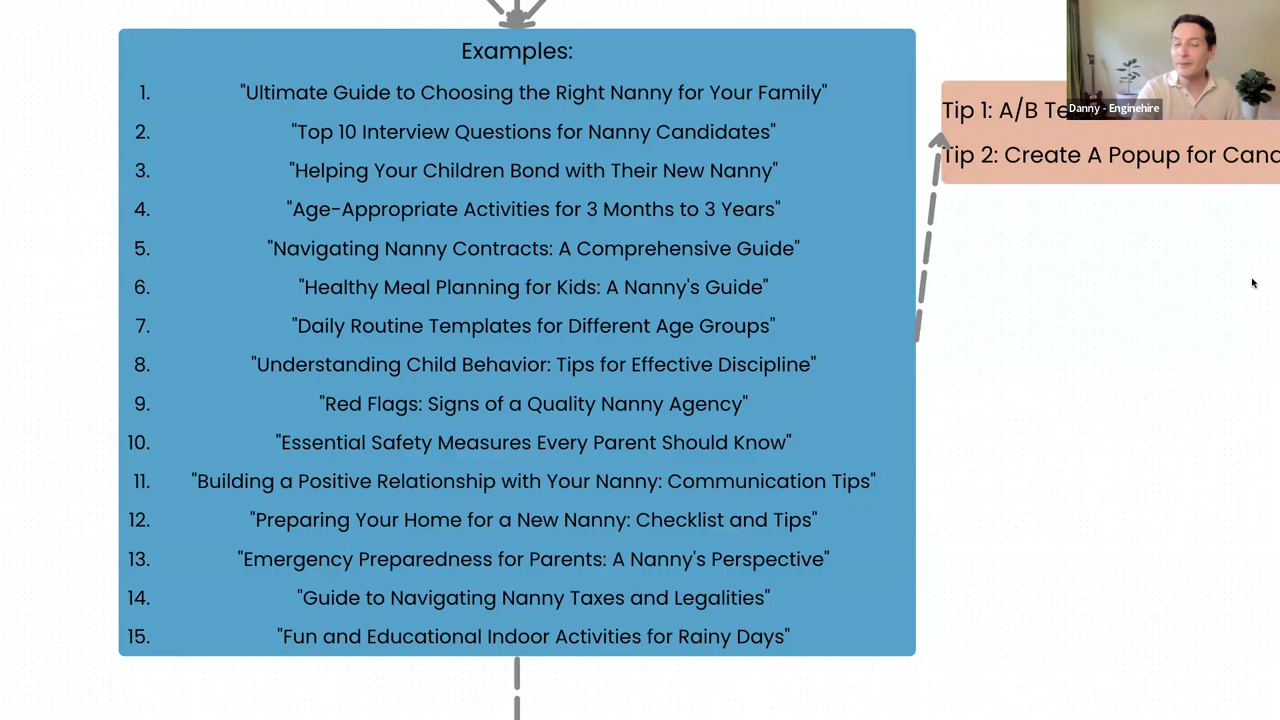 Examples:
1. "Ultimate Guide to Choosing the Right Nanny for Your Family"
2. "Top 10 Interview Questions for Nanny Candidates"
3. "Helping Your Children Bond with Their New Nanny"
4. "Age-Appropriate Activities for 3 Months to 3 Years"
5. "Navigating Nanny Contracts: A Comprehensive Guide"
6. "Healthy Meal Planning for Kids: A Nanny's Guide"
7. "Daily Routine Templates for Different Age Groups"
8. "Understanding Child Behavior: Tips for Effective Discipline"
9. "Red Flags: Signs of a Quality Nanny Agency"
10. "Essential Safety Measures Every Parent Should Know"
11. "Building a Positive Relationship with Your Nanny: Communication Tips"
12. "Preparing Your Home for a New Nanny: Checklist and Tips"
13. "Emergency Preparedness for Parents: A Nanny's Perspective"
14. "Guide to Navigating Nanny Taxes and Legalities"
15. "Fun and Educational Indoor Activities for Rainy Days"
Tip 1: A/B
Tip 2: Create A Popup for
Danny - Enginehire